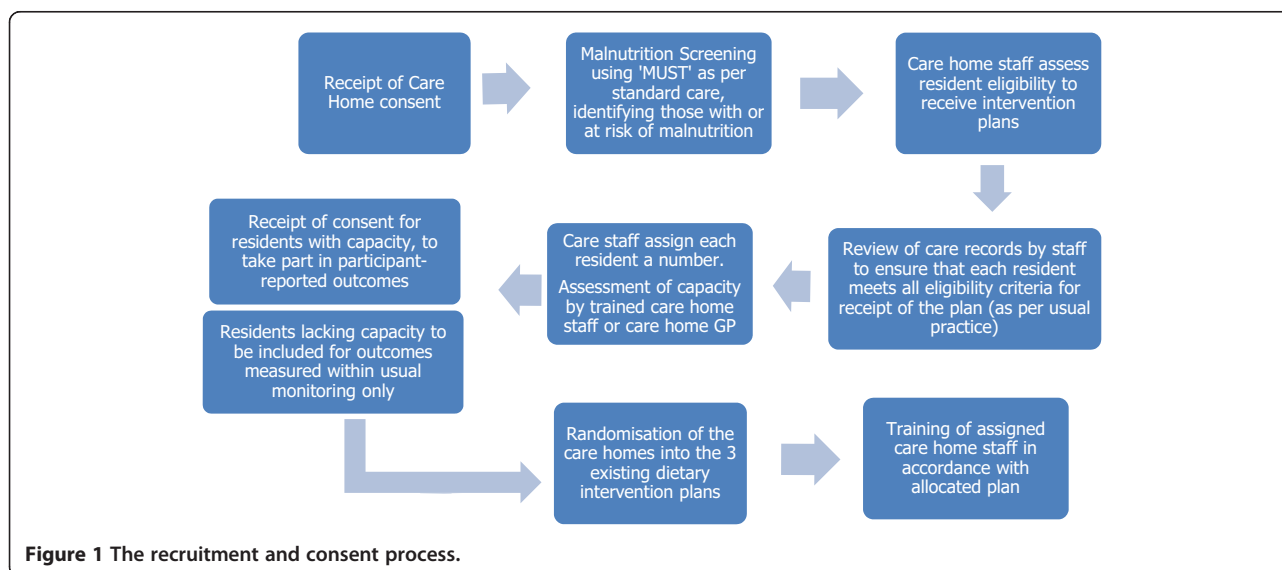 Receipt of Care
Home consent
Malnutrition Screening
using 'MUST' as per
standard care,
identifying those with or
at risk of malnutrition
Care home staff assess
resident eligibility to
receive intervention
plans
Review of care records by staff
to ensure that each resident
meets all eligibility criteria for
receipt of the plan (as per usual
practice)
Care staff assign each
resident a number.
Assessment of capacity
by trained care home
staff or care home GP
Receipt of consent for
residents with capacity, to
take part in participant-
reported outcomes
Residents lacking capacity to
be included for outcomes
measured within usual
monitoring only
Randomisation of the
care homes into the 3
existing dietary
intervention plans
Training of assigned
care home staff in
accordance with
allocated plan
Figure 1 The recruitment and consent process.